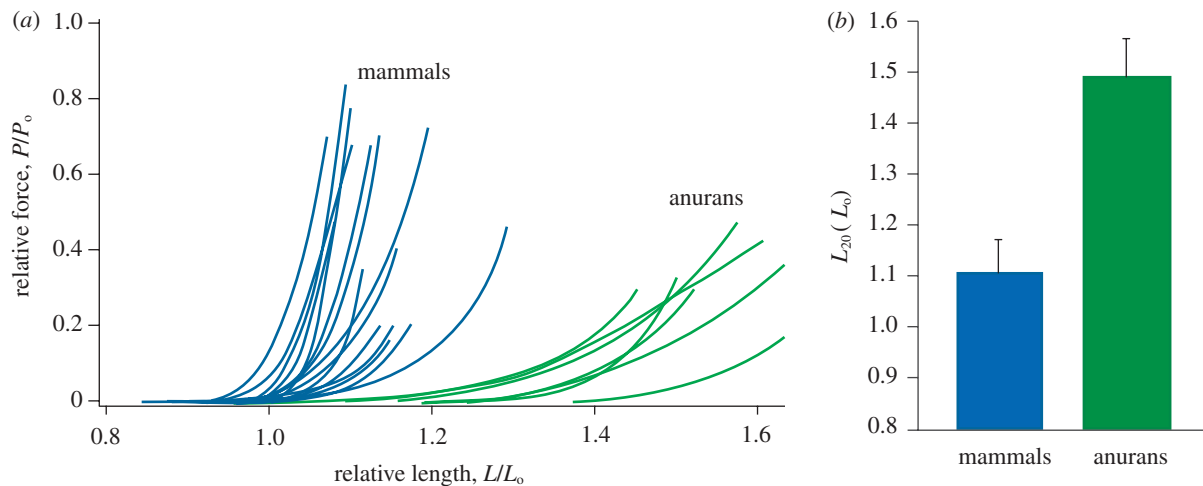 (a)
1.0
0.8
0.6
0.4
0.2
0
relative force, P/Pₒ
mammals
anurans
0.8 1.0 1.2 1.4 1.6
relative length, L/Lₒ
(b)
1.6
1.5
1.4
1.3
1.2
1.1
1.0
0.9
0.8
L₂₀( Lₒ)
mammals anurans